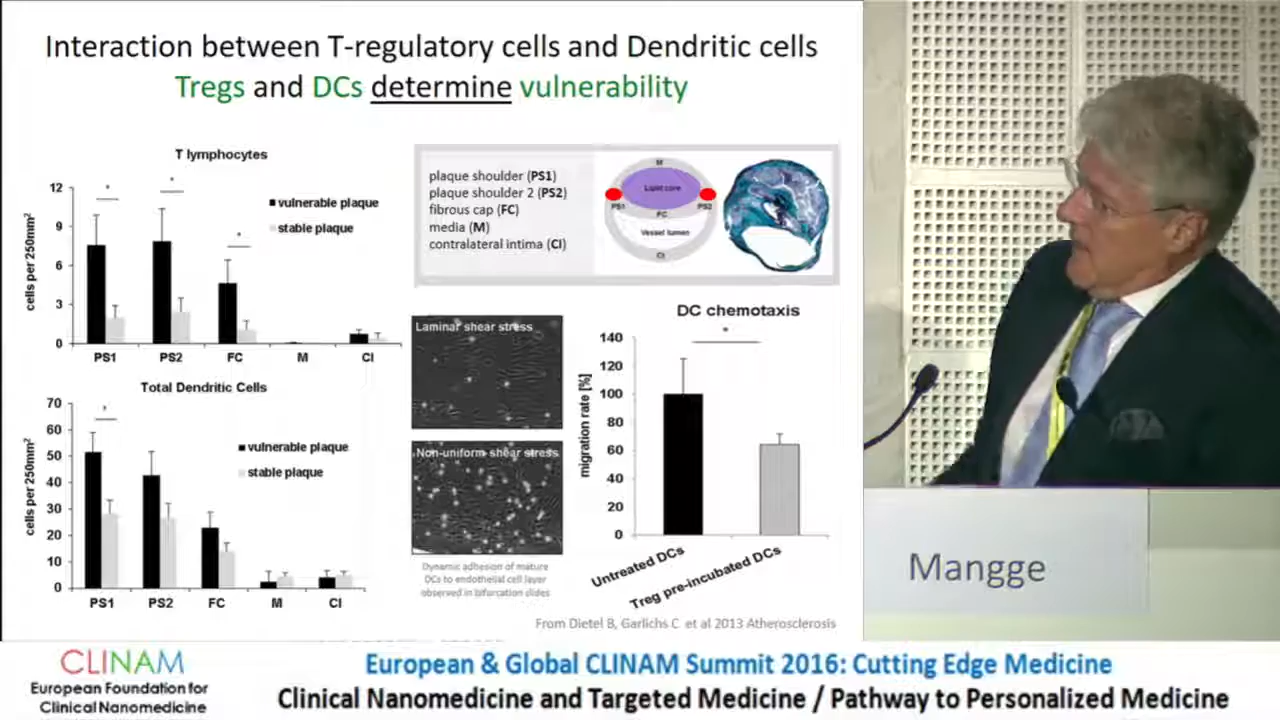 Interaction between T-regulatory cells and Dendritic cells
Tregs and DCs determine vulnerability
T lymphocytes
12
9
6
3
0
cells per 250mm²
vulnerable plaque
stable plaque
*
*
*
PS1
PS2
FC
M
CI
Total Dendritic Cells
70
60
50
40
30
20
10
0
cells per 250mm²
vulnerable plaque
stable plaque
*
PS1
PS2
FC
M
CI
plaque shoulder (PS1)
plaque shoulder 2 (PS2)
fibrous cap (FC)
media (M)
contralateral intima (CI)
M
Lipid core
PS1
PS2
FC
Vessel lumen
CI
Laminar shear stress
Non-uniform shear stress
Dynamic adhesion of mature
DCs to endothelial cell layer
observed in bifurcation slides
DC chemotaxis
140
120
100
80
60
40
20
0
migration rate [%]
*
Untreated DCs
Treg pre-incubated DCs
From Dietel B, Garlichs C et al 2013 Atherosclerosis
Mangge
CLINAM
European Foundation for
Clinical Nanomedicine
European & Global CLINAM Summit 2016: Cutting Edge Medicine
Clinical Nanomedicine and Targeted Medicine / Pathway to Personalized Medicine